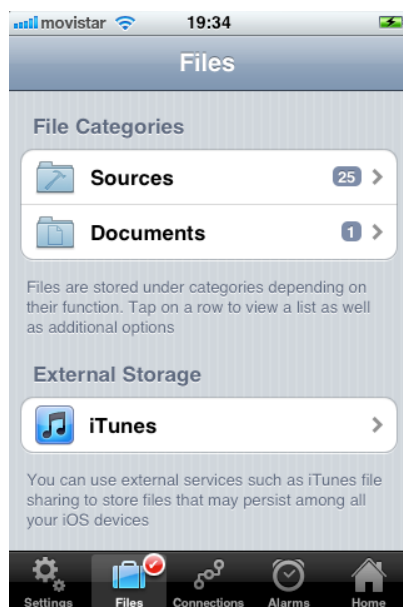 movistar 19:34
Files
File Categories
Sources 25
Documents 1
Files are stored under categories depending on
their function. Tap on a row to view a list as well
as additional options
External Storage
iTunes
You can use external services such as iTunes file
sharing to store files that may persist among all
your iOS devices
Settings Files Connections Alarms Home